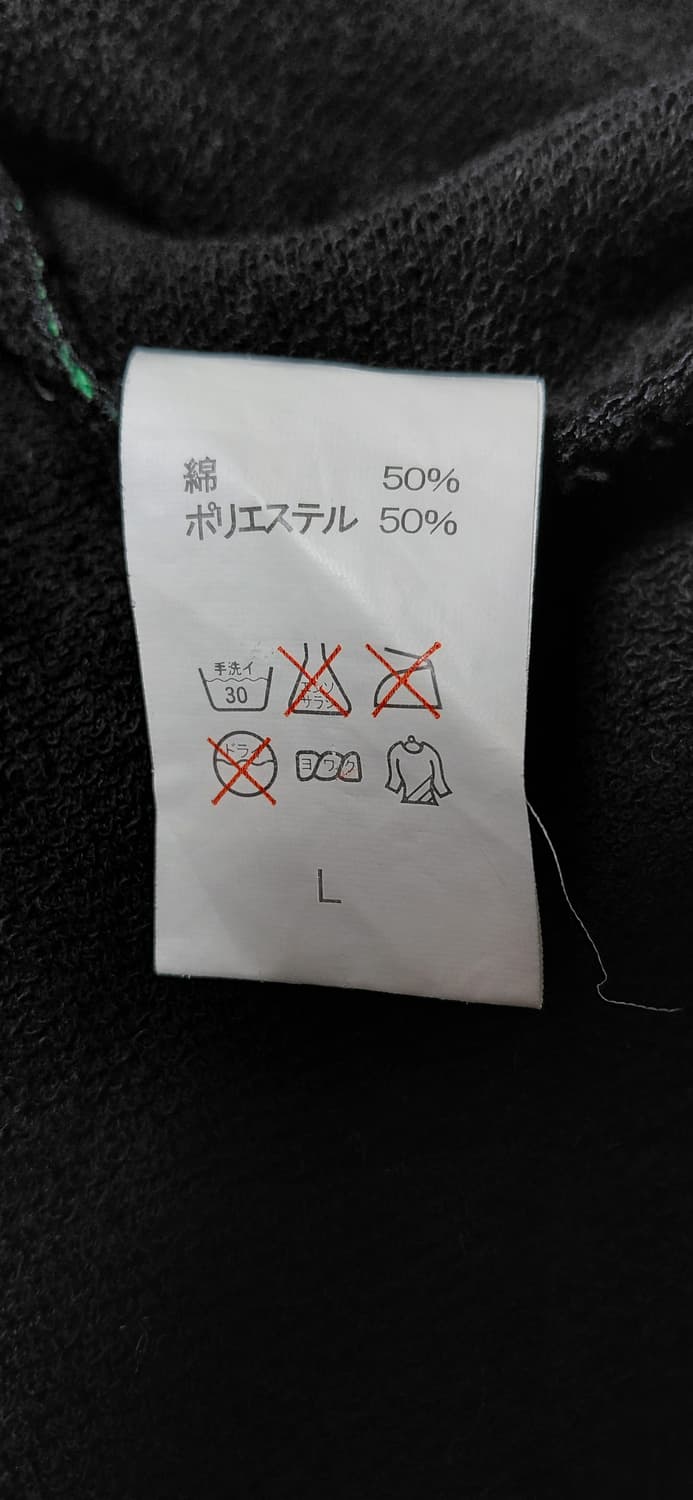 綿 50%
ポリエステル 50%
手洗イ
30
エンソ
サラシ
ドライ
ヨワク
L